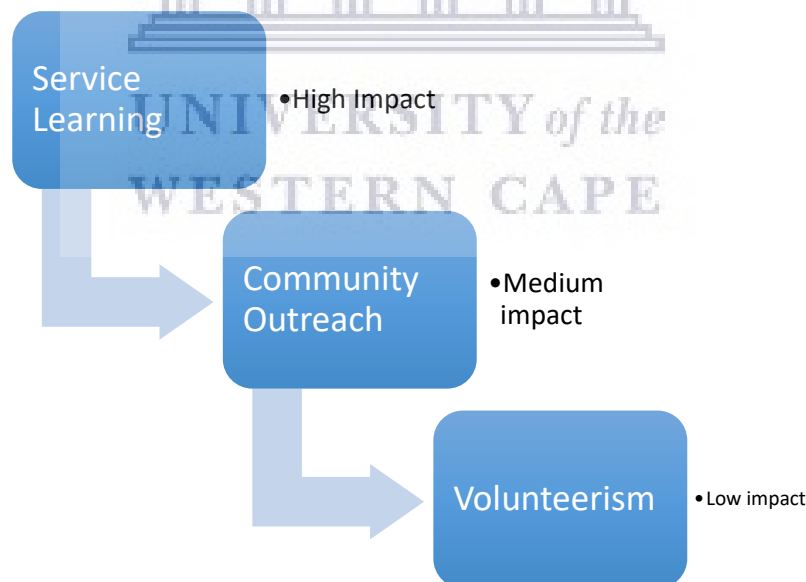 Service
Learning
•High Impact
UNIVERSITY of the
WESTERN CAPE
Community
Outreach
•Medium
impact
Volunteerism
•Low impact